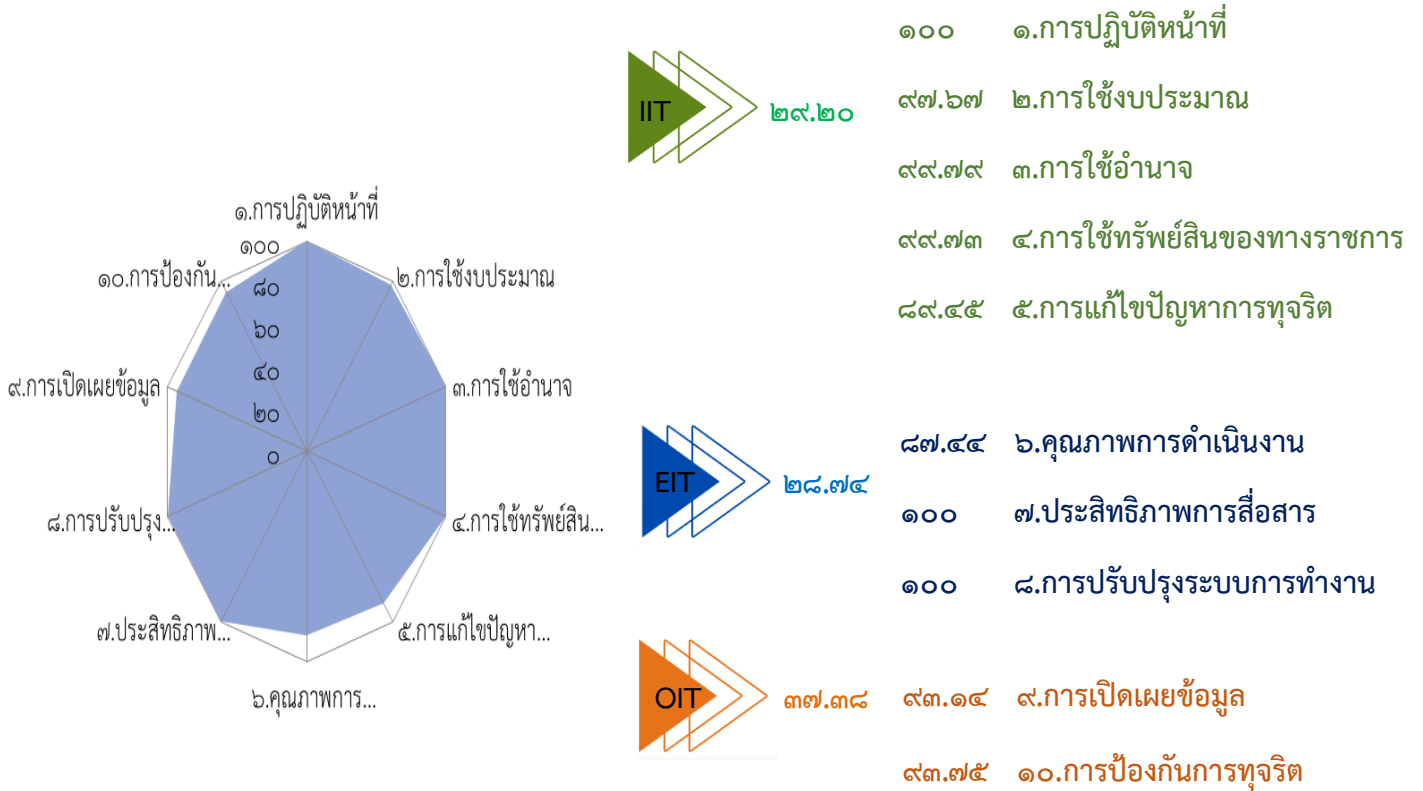 ๑.การปฏิบัติหน้าที่
๑๐๐
๘๐
๖๐
๔๐
๒๐
๐
๒.การใช้งบประมาณ
๓.การใช้อำนาจ
๔.การใช้ทรัพย์สิน...
๕.การแก้ไขปัญหา...
๖.คุณภาพการ...
๗.ประสิทธิภาพ...
๘.การปรับปรุง...
๙.การเปิดเผยข้อมูล
๑๐.การป้องกัน...
IIT ๒๙.๒๐
๑๐๐ ๑.การปฏิบัติหน้าที่
๙๗.๖๗ ๒.การใช้งบประมาณ
๙๙.๗๙ ๓.การใช้อำนาจ
๙๙.๗๓ ๔.การใช้ทรัพย์สินของทางราชการ
๘๙.๔๕ ๕.การแก้ไขปัญหาการทุจริต
EIT ๒๘.๗๔
๘๗.๔๔ ๖.คุณภาพการดำเนินงาน
๑๐๐ ๗.ประสิทธิภาพการสื่อสาร
๑๐๐ ๘.การปรับปรุงระบบการทำงาน
OIT ๓๗.๓๘
๙๓.๑๔ ๙.การเปิดเผยข้อมูล
๙๓.๗๕ ๑๐.การป้องกันการทุจริต